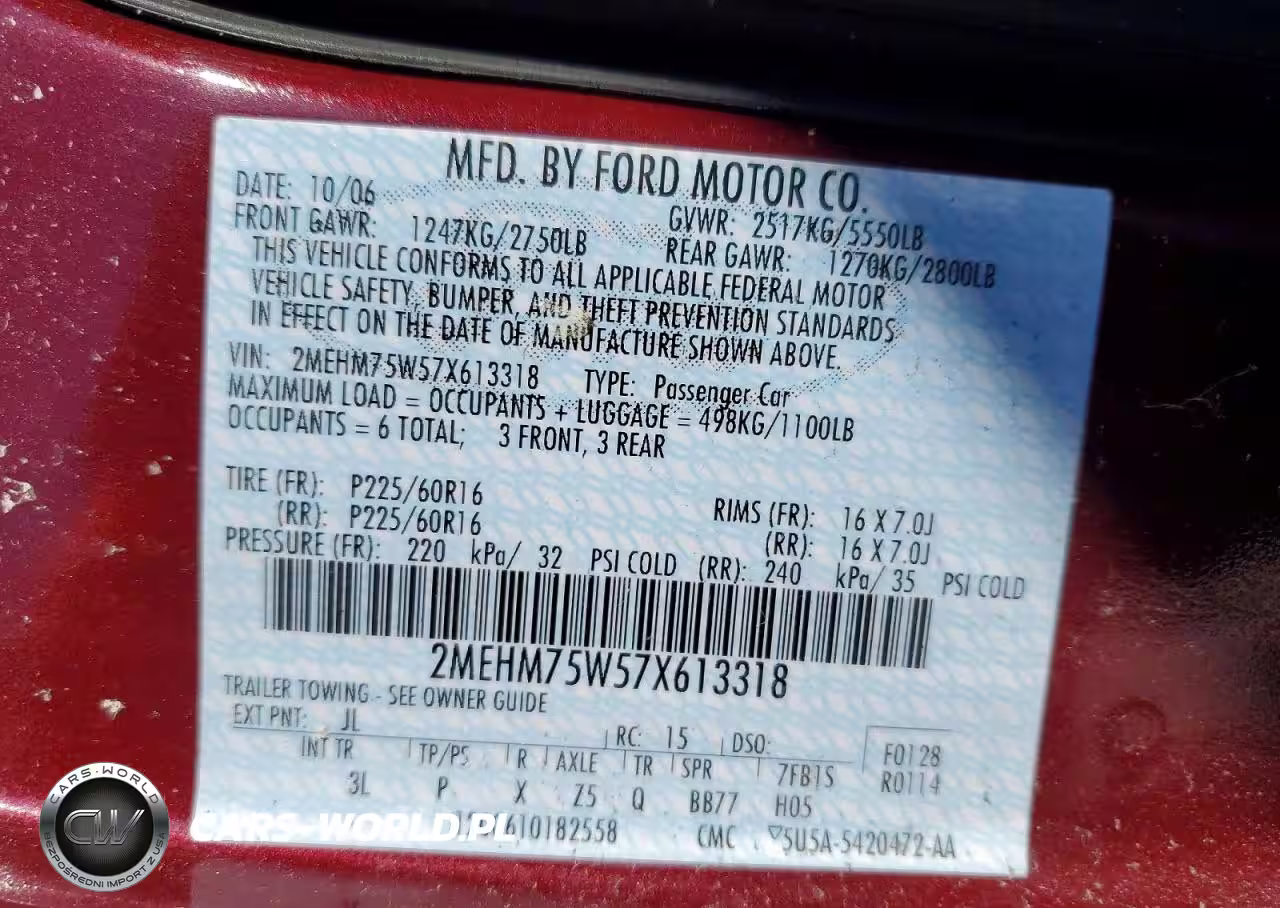 MFD. BY FORD MOTOR CO.
DATE: 10/06 GVWR: 2517KG/5550LB
FRONT GAWR: 1247KG/2750LB REAR GAWR: 1270KG/2800LB
THIS VEHICLE CONFORMS TO ALL APPLICABLE FEDERAL MOTOR
VEHICLE SAFETY, BUMPER, AND THEFT PREVENTION STANDARDS
IN EFFECT ON THE DATE OF MANUFACTURE SHOWN ABOVE.
VIN: 2MEHM75W57X613318 TYPE: Passenger Car
MAXIMUM LOAD = OCCUPANTS + LUGGAGE = 498KG/1100LB
OCCUPANTS = 6 TOTAL; 3 FRONT, 3 REAR
TIRE (FR): P225/60R16 RIMS (FR): 16 X 7.0J
(RR): P225/60R16 (RR): 16 X 7.0J
PRESSURE (FR): 220 kPa/ 32 PSI COLD (RR): 240 kPa/ 35 PSI COLD
2MEHM75W57X613318
TRAILER TOWING - SEE OWNER GUIDE
EXT PNT: JL RC: 15 DSO: F0128
INT TR TP/PS R AXLE TR SPR 7FB1S R0114
3L P X Z5 Q BB77 H05
610182558 CMC 5U5A-5420472-AA
CARS-WORLD.PL
CARS-WORLD
CW
BEZPOŚREDNI IMPORT Z USA